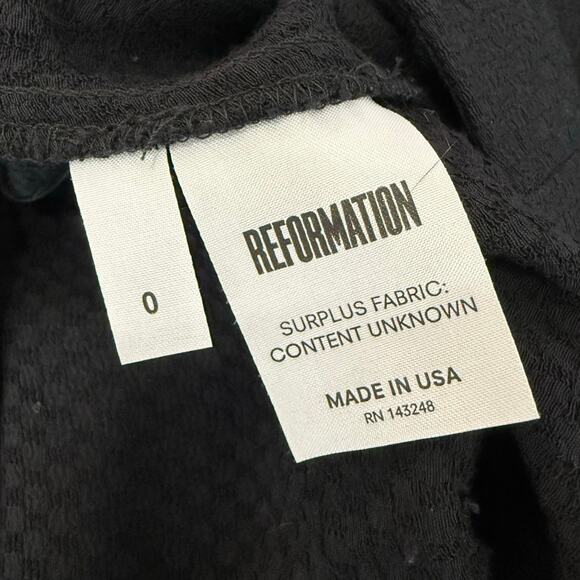 0
REFORMATION
SURPLUS FABRIC:
CONTENT UNKNOWN
MADE IN USA
RN 143248